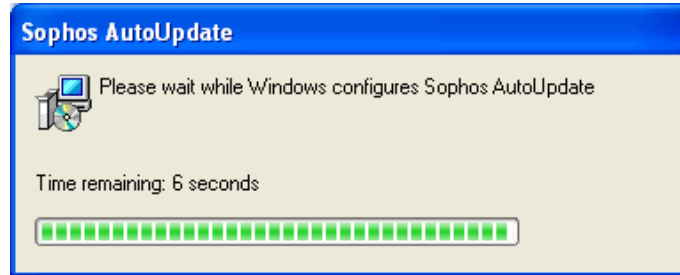 Sophos AutoUpdate
Please wait while Windows configures Sophos AutoUpdate
Time remaining: 6 seconds